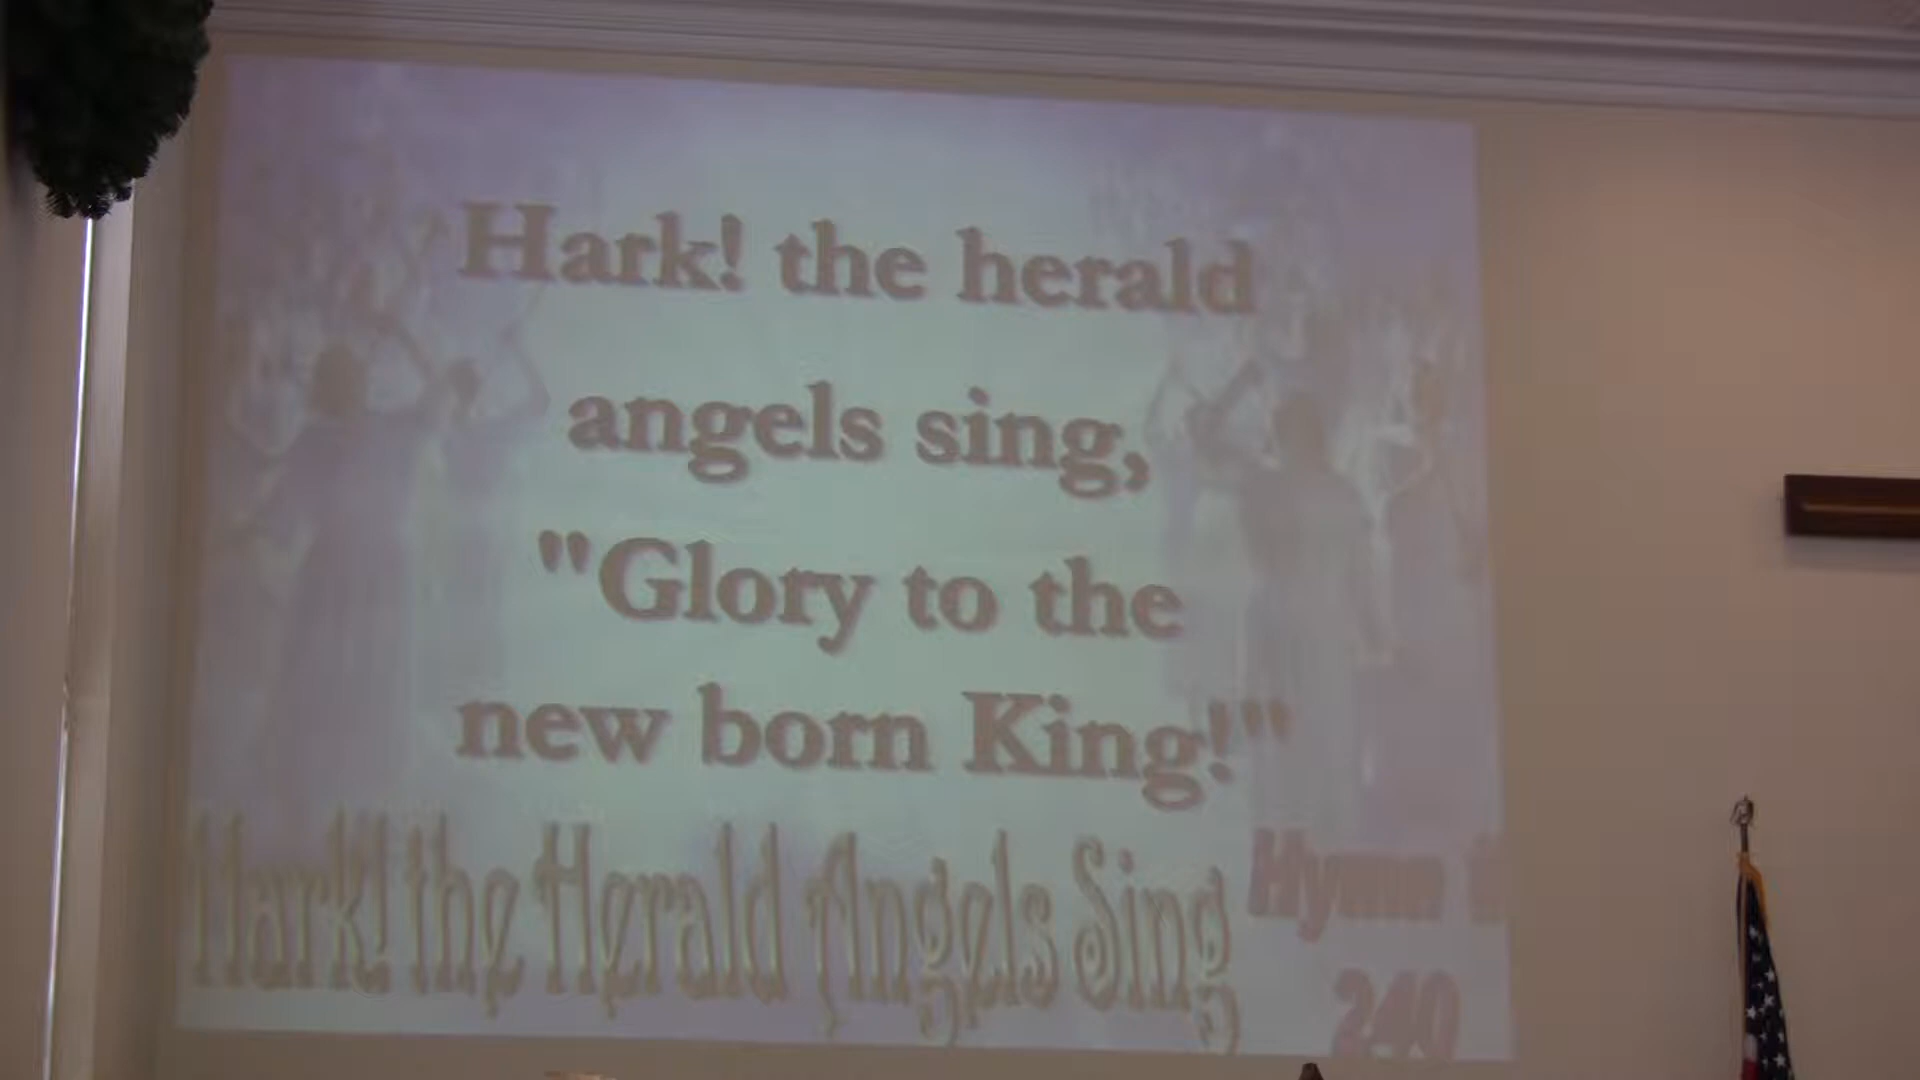 Hark! the herald
angels sing,
"Glory to the
new born King!"
Hark! the Herald Angels Sing
Hymn #
240